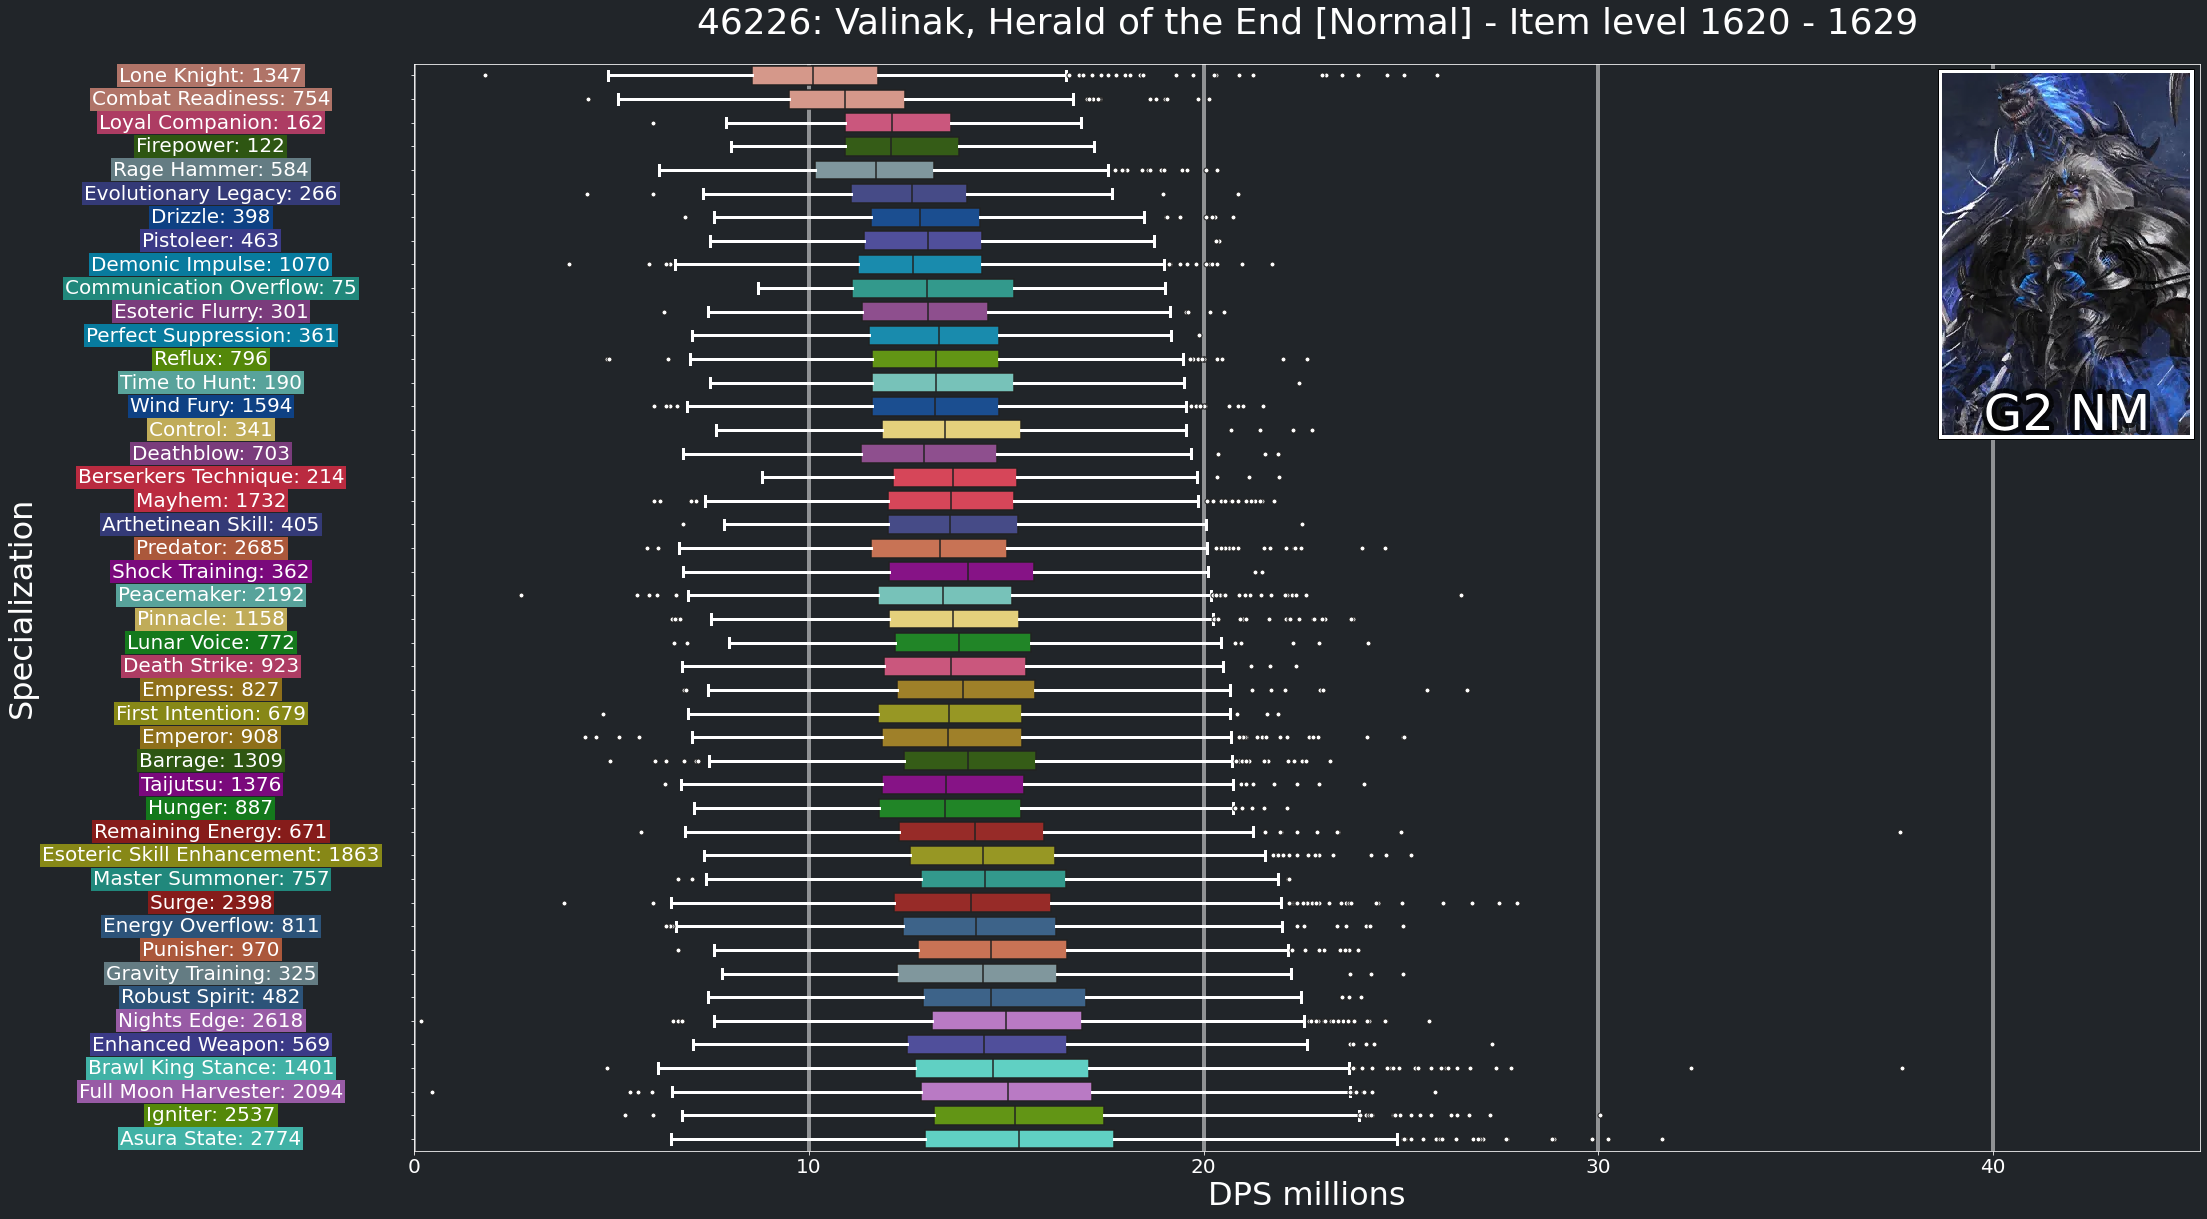 46226: Valinak, Herald of the End [Normal] - Item level 1620 - 1629
Lone Knight: 1347
Combat Readiness: 754
Loyal Companion: 162
Firepower: 122
Rage Hammer: 584
Evolutionary Legacy: 266
Drizzle: 398
Pistoleer: 463
Demonic Impulse: 1070
Communication Overflow: 75
Esoteric Flurry: 301
Perfect Suppression: 361
Reflux: 796
Time to Hunt: 190
Wind Fury: 1594
Control: 341
Deathblow: 703
Berserkers Technique: 214
Mayhem: 1732
Arthetinean Skill: 405
Predator: 2685
Shock Training: 362
Peacemaker: 2192
Pinnacle: 1158
Lunar Voice: 772
Death Strike: 923
Empress: 827
First Intention: 679
Emperor: 908
Barrage: 1309
Taijutsu: 1376
Hunger: 887
Remaining Energy: 671
Esoteric Skill Enhancement: 1863
Master Summoner: 757
Surge: 2398
Energy Overflow: 811
Punisher: 970
Gravity Training: 325
Robust Spirit: 482
Nights Edge: 2618
Enhanced Weapon: 569
Brawl King Stance: 1401
Full Moon Harvester: 2094
Igniter: 2537
Asura State: 2774
Specialization
G2 NM
0 10 20 30 40
DPS millions